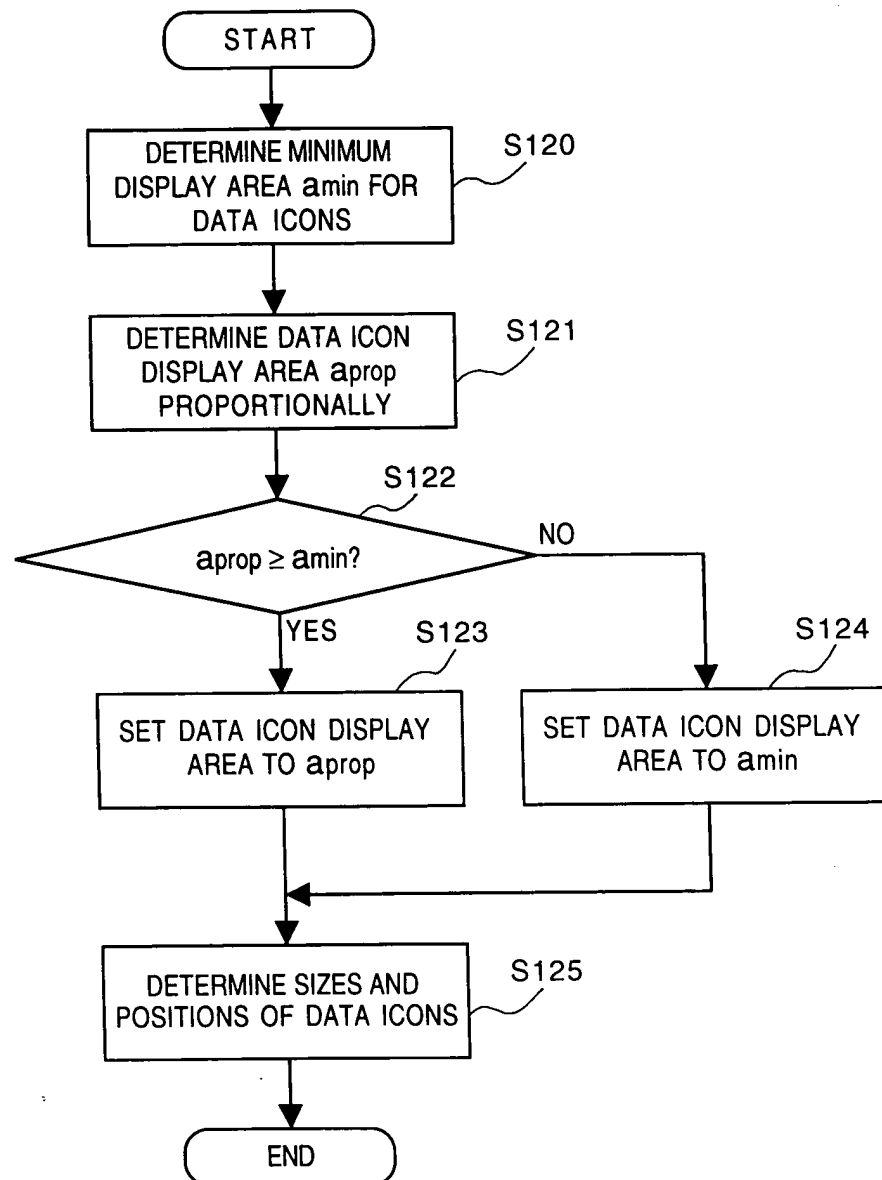 START
S120
DETERMINE MINIMUM
DISPLAY AREA amin FOR
DATA ICONS
S121
DETERMINE DATA ICON
DISPLAY AREA aprop
PROPORTIONALLY
S122
aprop ≥ amin?
NO
YES
S123
SET DATA ICON DISPLAY
AREA TO aprop
S124
SET DATA ICON DISPLAY
AREA TO amin
S125
DETERMINE SIZES AND
POSITIONS OF DATA ICONS
END